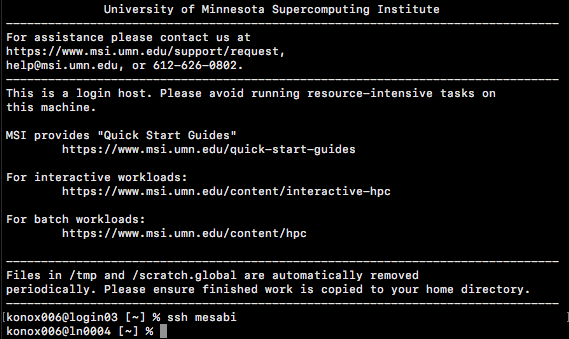 University of Minnesota Supercomputing Institute
--------------------------------------------------------------------------------
For assistance please contact us at
https://www.msi.umn.edu/support/request,
help@msi.umn.edu, or 612-626-0802.
--------------------------------------------------------------------------------
This is a login host. Please avoid running resource-intensive tasks on
this machine.
MSI provides "Quick Start Guides"
https://www.msi.umn.edu/quick-start-guides
For interactive workloads:
https://www.msi.umn.edu/content/interactive-hpc
For batch workloads:
https://www.msi.umn.edu/content/hpc
--------------------------------------------------------------------------------
Files in /tmp and /scratch.global are automatically removed
periodically. Please ensure finished work is copied to your home directory.
--------------------------------------------------------------------------------
[konox006@login03 [~] % ssh mesabi ]
konox006@ln0004 [~] %